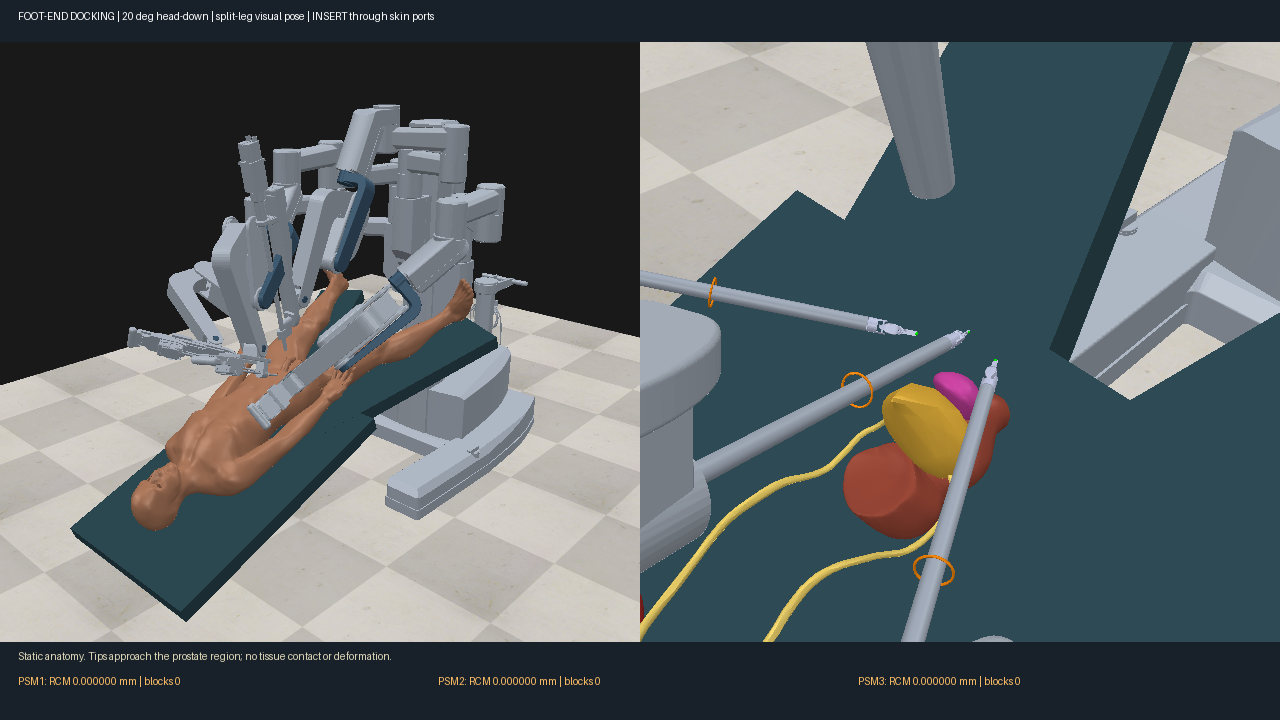 FOOT-END DOCKING | 20 deg head-down | split-leg visual pose | INSERT through skin ports
Static anatomy. Tips approach the prostate region; no tissue contact or deformation.
PSM1: RCM 0.000000 mm | blocks 0
PSM2: RCM 0.000000 mm | blocks 0
PSM3: RCM 0.000000 mm | blocks 0